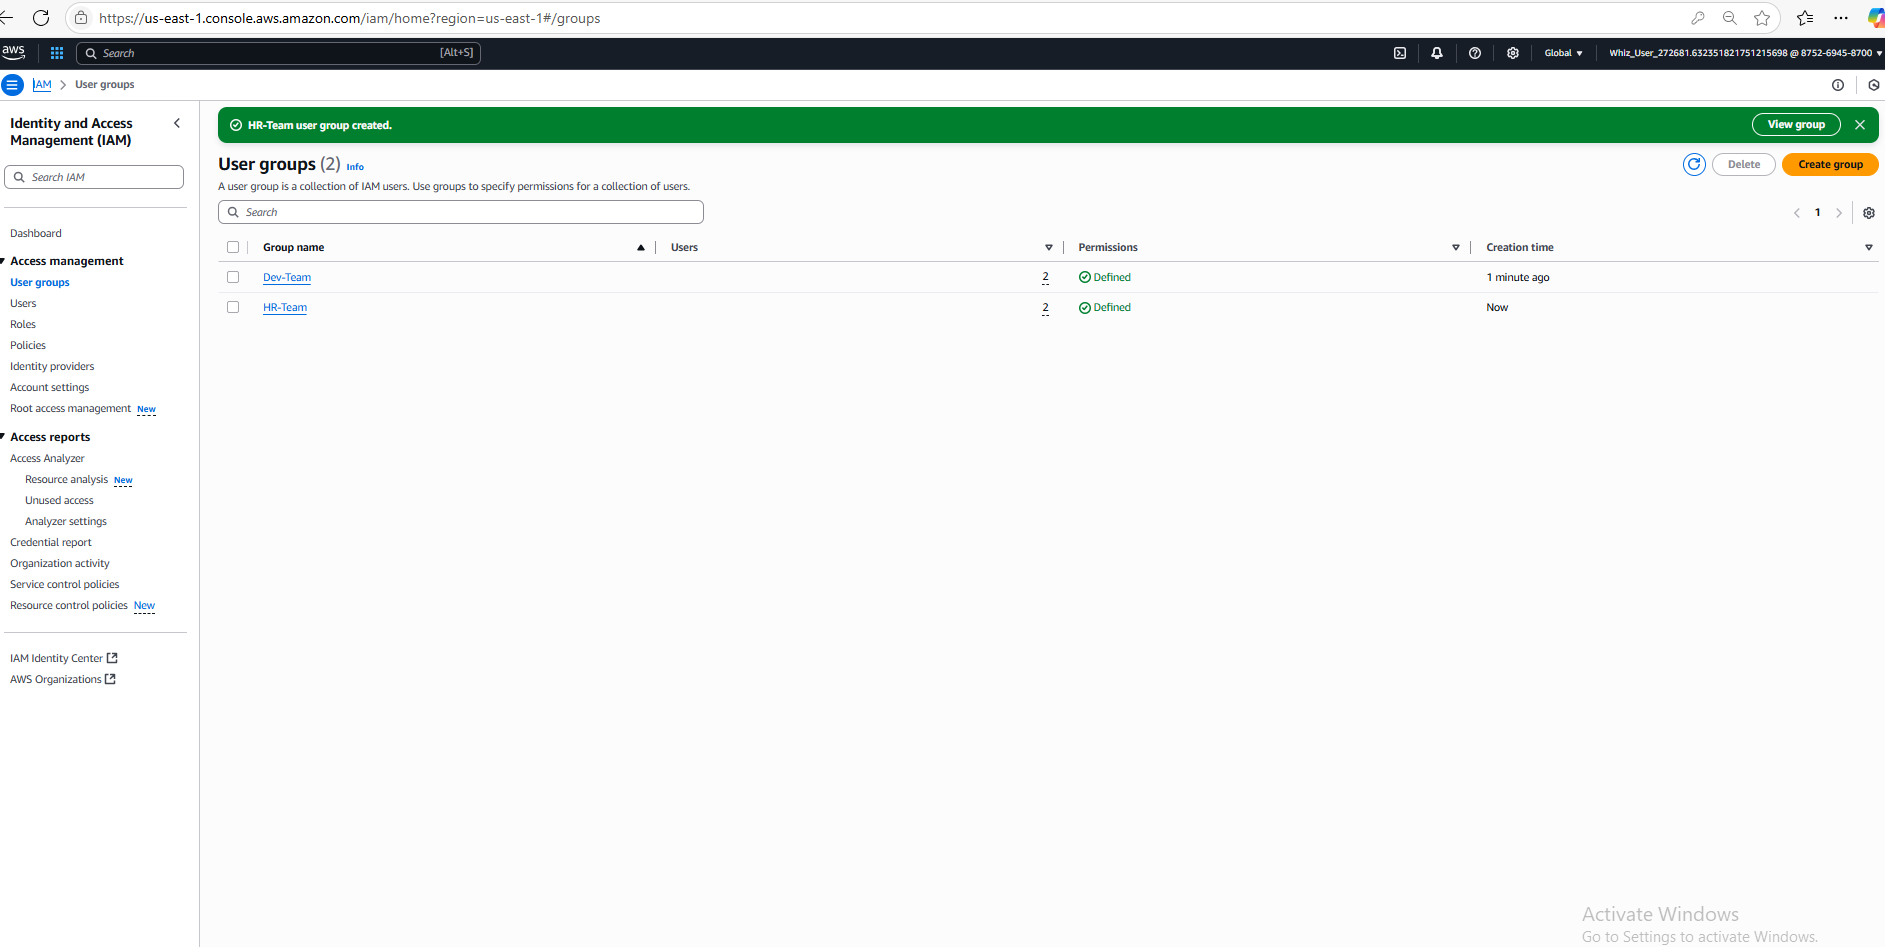 https://us-east-1.console.aws.amazon.com/iam/home?region=us-east-1#/groups
aws
Search [Alt+S]
Global
Whiz_User_272681.632351821751215698 @ 8752-6945-8700
IAM > User groups
Identity and Access
Management (IAM)
Search IAM
Dashboard
Access management
User groups
Users
Roles
Policies
Identity providers
Account settings
Root access management New
Access reports
Access Analyzer
Resource analysis New
Unused access
Analyzer settings
Credential report
Organization activity
Service control policies
Resource control policies New
IAM Identity Center
AWS Organizations
HR-Team user group created.
View group
User groups (2) Info
Delete
Create group
A user group is a collection of IAM users. Use groups to specify permissions for a collection of users.
Search
1
Group name Users Permissions Creation time
Dev-Team 2 Defined 1 minute ago
HR-Team 2 Defined Now
Activate Windows
Go to Settings to activate Windows.